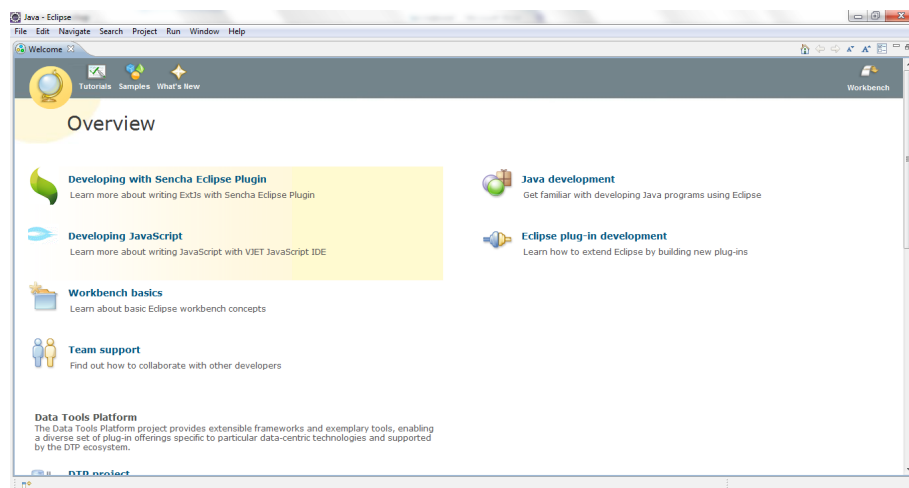 Java - Eclipse
File Edit Navigate Search Project Run Window Help
Welcome
Tutorials Samples What's New
Workbench
Overview
Developing with Sencha Eclipse Plugin
Learn more about writing ExtJs with Sencha Eclipse Plugin
Java development
Get familiar with developing Java programs using Eclipse
Developing JavaScript
Learn more about writing JavaScript with VJET JavaScript IDE
Eclipse plug-in development
Learn how to extend Eclipse by building new plug-ins
Workbench basics
Learn about basic Eclipse workbench concepts
Team support
Find out how to collaborate with other developers
Data Tools Platform
The Data Tools Platform project provides extensible frameworks and exemplary tools, enabling
a diverse set of plug-in offerings specific to particular data-centric technologies and supported
by the DTP ecosystem.
DTP project